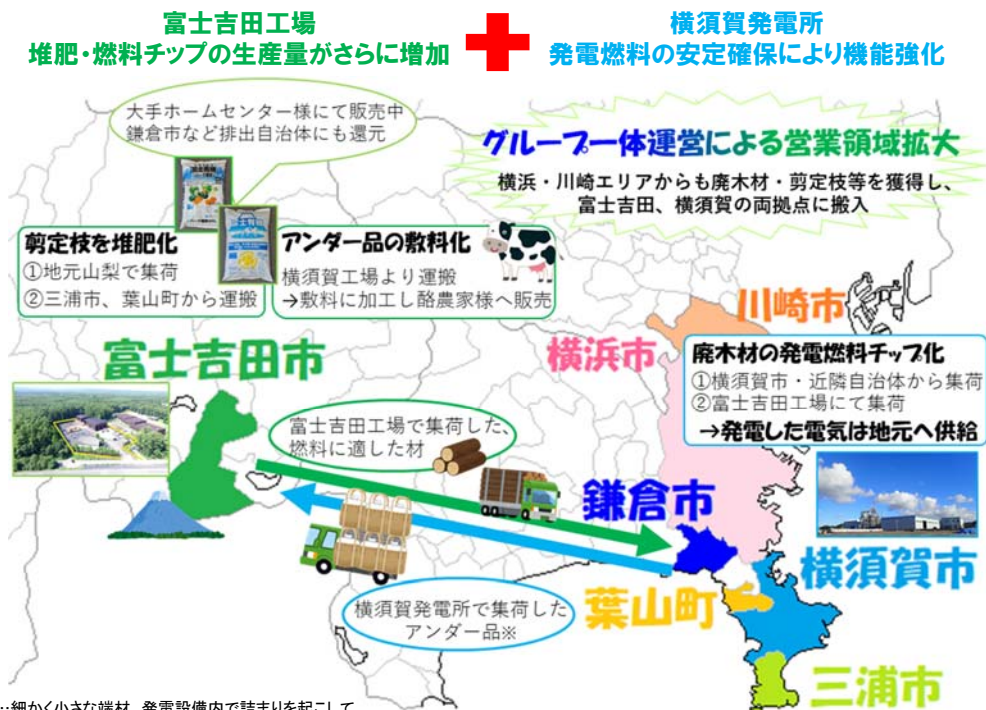 富士吉田工場
堆肥・燃料チップの生産量がさらに増加
横須賀発電所
発電燃料の安定確保により機能強化
大手ホームセンター様にて販売中
鎌倉市など排出自治体にも還元
グループ一体運営による営業領域拡大
横浜・川崎エリアからも廃木材・剪定枝等を獲得し、
富士吉田、横須賀の両拠点に搬入
剪定枝を堆肥化
①地元山梨で集荷
②三浦市、葉山町から運搬
アンダー品の敷料化
横須賀工場より運搬
→敷料に加工し酪農家様へ販売
川崎市
横浜市
廃木材の発電燃料チップ化
①横須賀市・近隣自治体から集荷
②富士吉田工場にて集荷
→発電した電気は地元へ供給
富士吉田市
富士吉田工場で集荷した、
燃料に適した材
鎌倉市
横須賀市
葉山町
横須賀発電所で集荷した
アンダー品※
三浦市